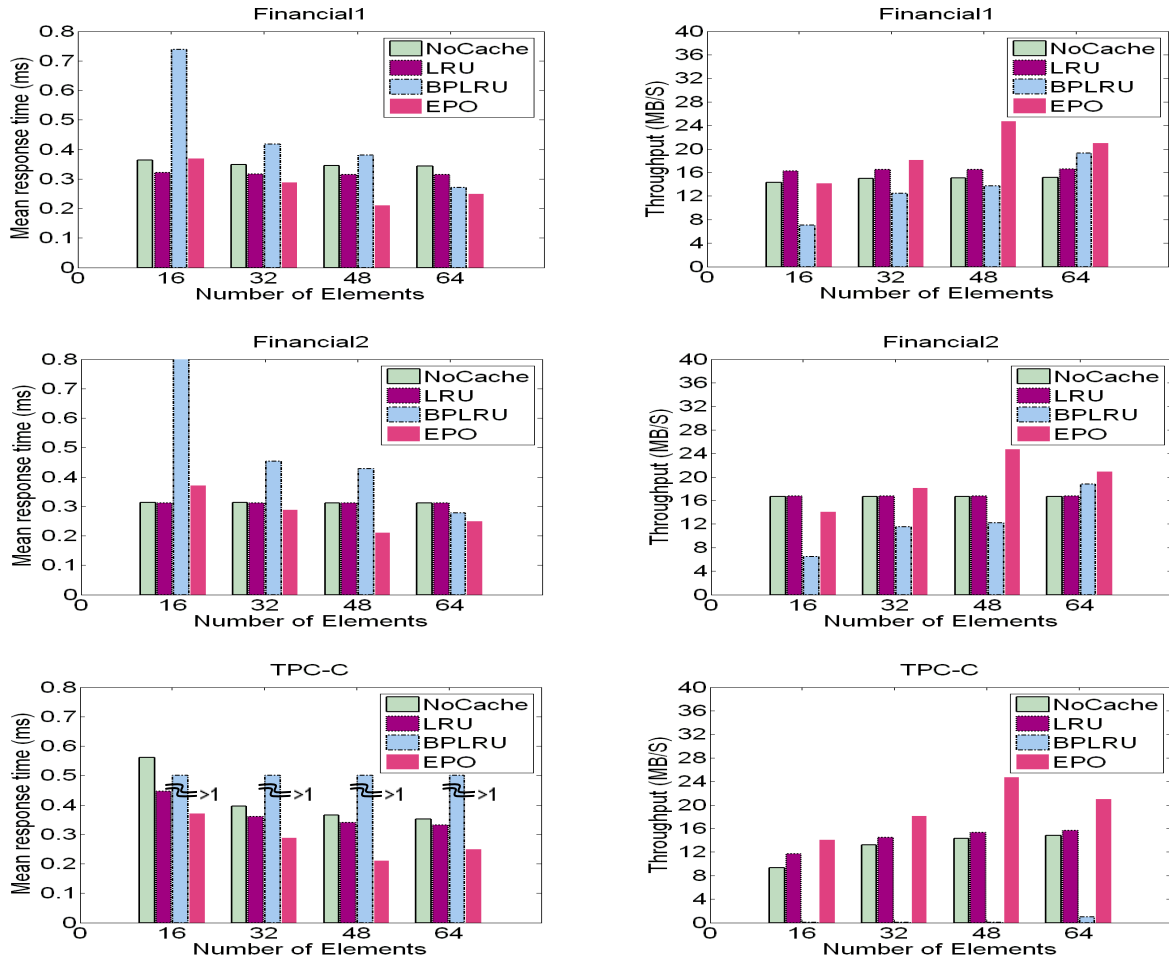 Financial1
Mean response time (ms)
0.8
0.7
0.6
0.5
0.4
0.3
0.2
0.1
0
NoCache
LRU
BPLRU
EPO
0 16 32 48 64
Number of Elements
Financial1
Throughput (MB/S)
40
36
32
28
24
20
16
12
8
4
0
NoCache
LRU
BPLRU
EPO
0 16 32 48 64
Number of Elements
Financial2
Mean response time (ms)
0.8
0.7
0.6
0.5
0.4
0.3
0.2
0.1
0
NoCache
LRU
BPLRU
EPO
0 16 32 48 64
Number of Elements
Financial2
Throughput (MB/S)
40
36
32
28
24
20
16
12
8
4
0
NoCache
LRU
BPLRU
EPO
0 16 32 48 64
Number of Elements
TPC-C
Mean response time (ms)
0.8
0.7
0.6
0.5
0.4
0.3
0.2
0.1
0
NoCache
LRU
BPLRU
EPO
>1 >1 >1 >1
0 16 32 48 64
Number of Elements
TPC-C
Throughput (MB/S)
40
36
32
28
24
20
16
12
8
4
0
NoCache
LRU
BPLRU
EPO
0 16 32 48 64
Number of Elements